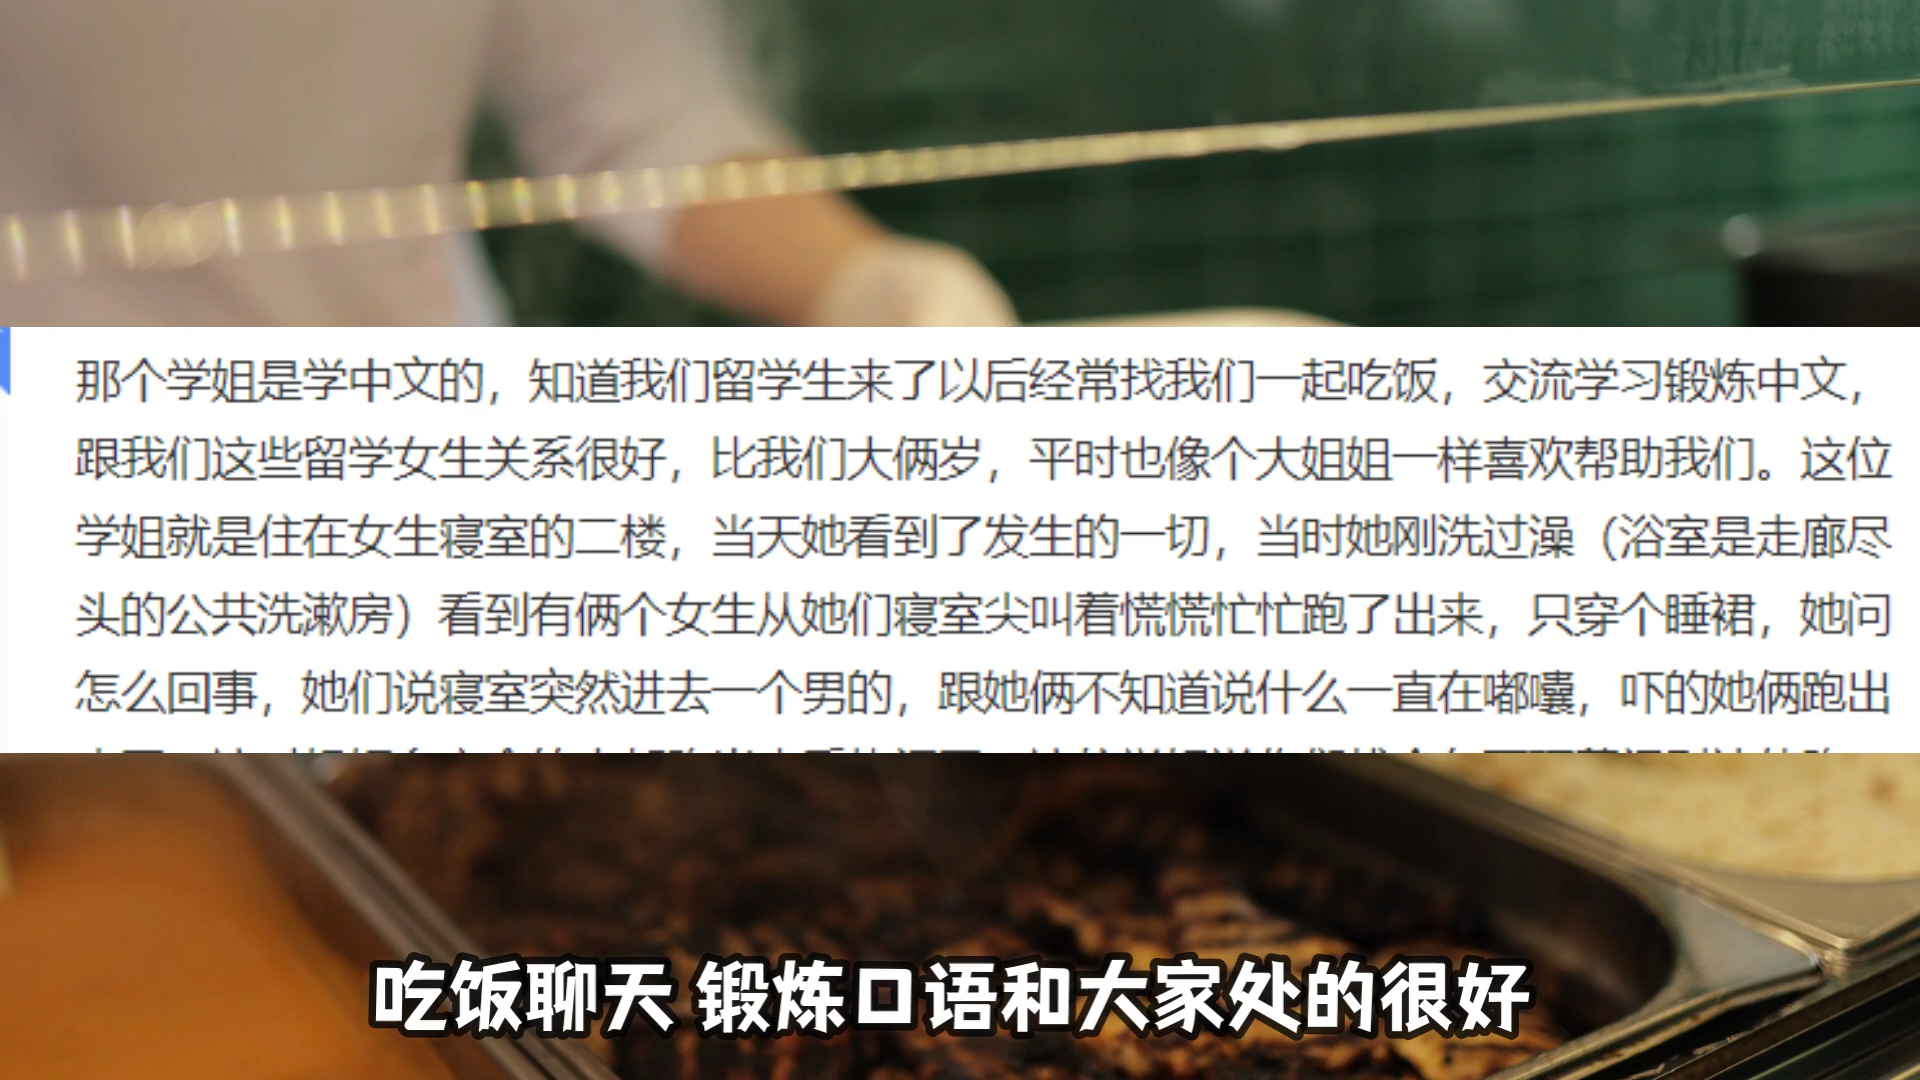 那个学姐是学中文的，知道我们留学生来了以后经常找我们一起吃饭，交流学习锻炼中文，
跟我们这些留学女生关系很好，比我们大俩岁，平时也像个大姐姐一样喜欢帮助我们。这位
学姐就是住在女生寝室的二楼，当天她看到了发生的一切，当时她刚洗过澡（浴室是走廊尽
头的公共洗漱房）看到有俩个女生从她们寝室尖叫着慌慌忙忙跑了出来，只穿个睡裙，她问
怎么回事，她们说寝室突然进去一个男的，跟她俩不知道说什么一直在嘟囔，吓的她俩跑出
吃饭聊天 锻炼口语和大家处的很好